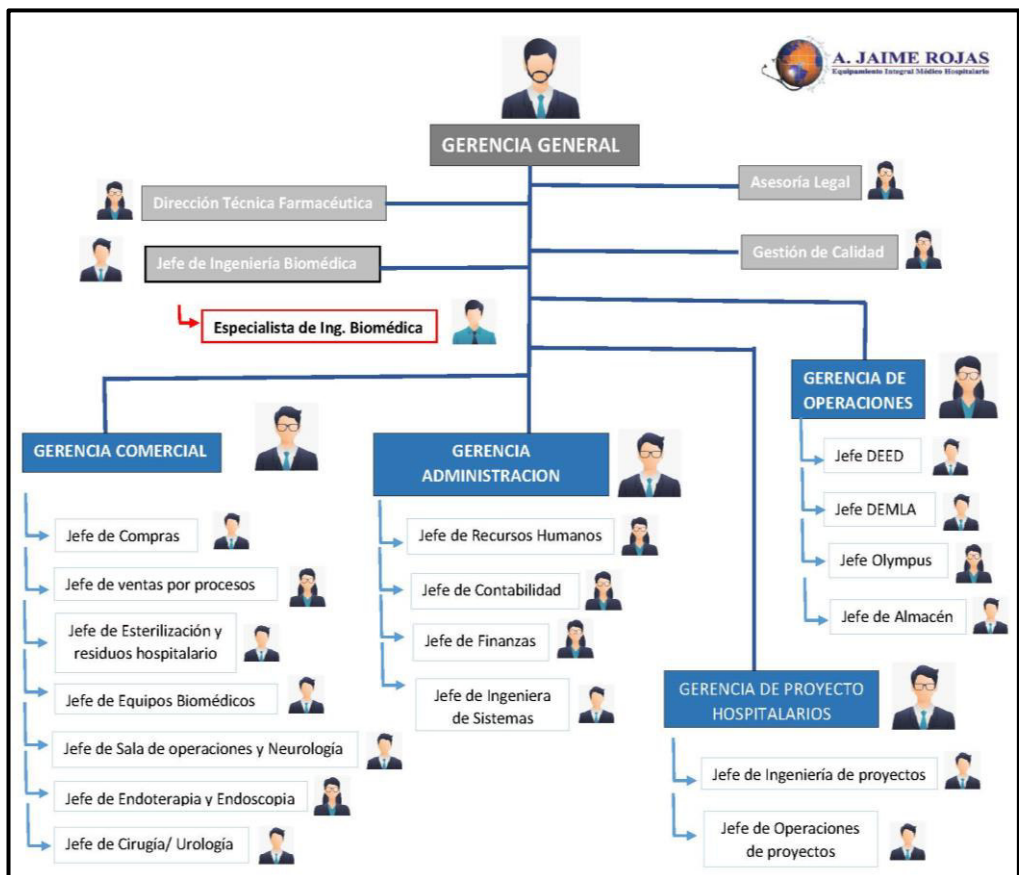 A. JAIME ROJAS
Equipamiento Integral Médico Hospitalario
GERENCIA GENERAL
Dirección Técnica Farmacéutica
Asesoría Legal
Jefe de Ingeniería Biomédica
Gestión de Calidad
Especialista de Ing. Biomédica
GERENCIA COMERCIAL
Jefe de Compras
Jefe de ventas por procesos
Jefe de Esterilización y
residuos hospitalario
Jefe de Equipos Biomédicos
Jefe de Sala de operaciones y Neurología
Jefe de Endoterapia y Endoscopia
Jefe de Cirugía/ Urología
GERENCIA
ADMINISTRACION
Jefe de Recursos Humanos
Jefe de Contabilidad
Jefe de Finanzas
Jefe de Ingeniera
de Sistemas
GERENCIA DE
OPERACIONES
Jefe DEED
Jefe DEMLA
Jefe Olympus
Jefe de Almacén
GERENCIA DE PROYECTO
HOSPITALARIOS
Jefe de Ingeniería de proyectos
Jefe de Operaciones
de proyectos